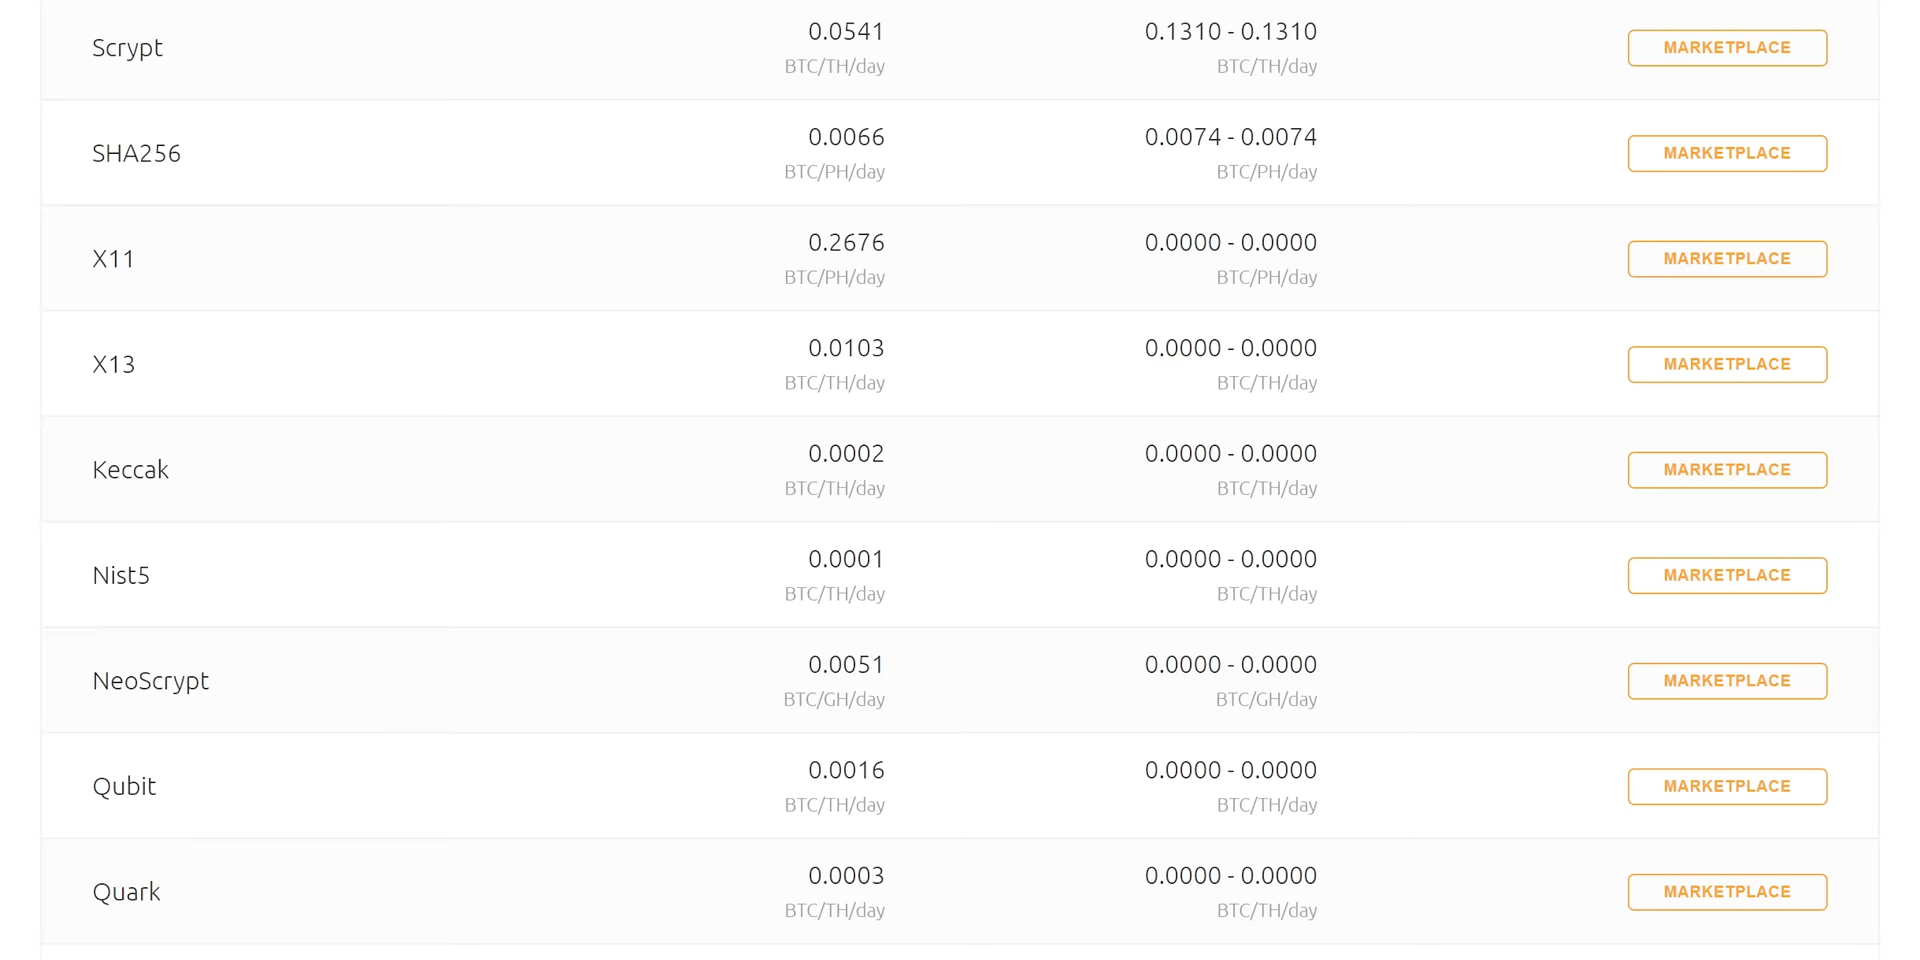 Scrypt
0.0541
BTC/TH/day
0.1310 - 0.1310
BTC/TH/day
MARKETPLACE
SHA256
0.0066
BTC/PH/day
0.0074 - 0.0074
BTC/PH/day
MARKETPLACE
X11
0.2676
BTC/PH/day
0.0000 - 0.0000
BTC/PH/day
MARKETPLACE
X13
0.0103
BTC/TH/day
0.0000 - 0.0000
BTC/TH/day
MARKETPLACE
Keccak
0.0002
BTC/TH/day
0.0000 - 0.0000
BTC/TH/day
MARKETPLACE
Nist5
0.0001
BTC/TH/day
0.0000 - 0.0000
BTC/TH/day
MARKETPLACE
NeoScrypt
0.0051
BTC/GH/day
0.0000 - 0.0000
BTC/GH/day
MARKETPLACE
Qubit
0.0016
BTC/TH/day
0.0000 - 0.0000
BTC/TH/day
MARKETPLACE
Quark
0.0003
BTC/TH/day
0.0000 - 0.0000
BTC/TH/day
MARKETPLACE